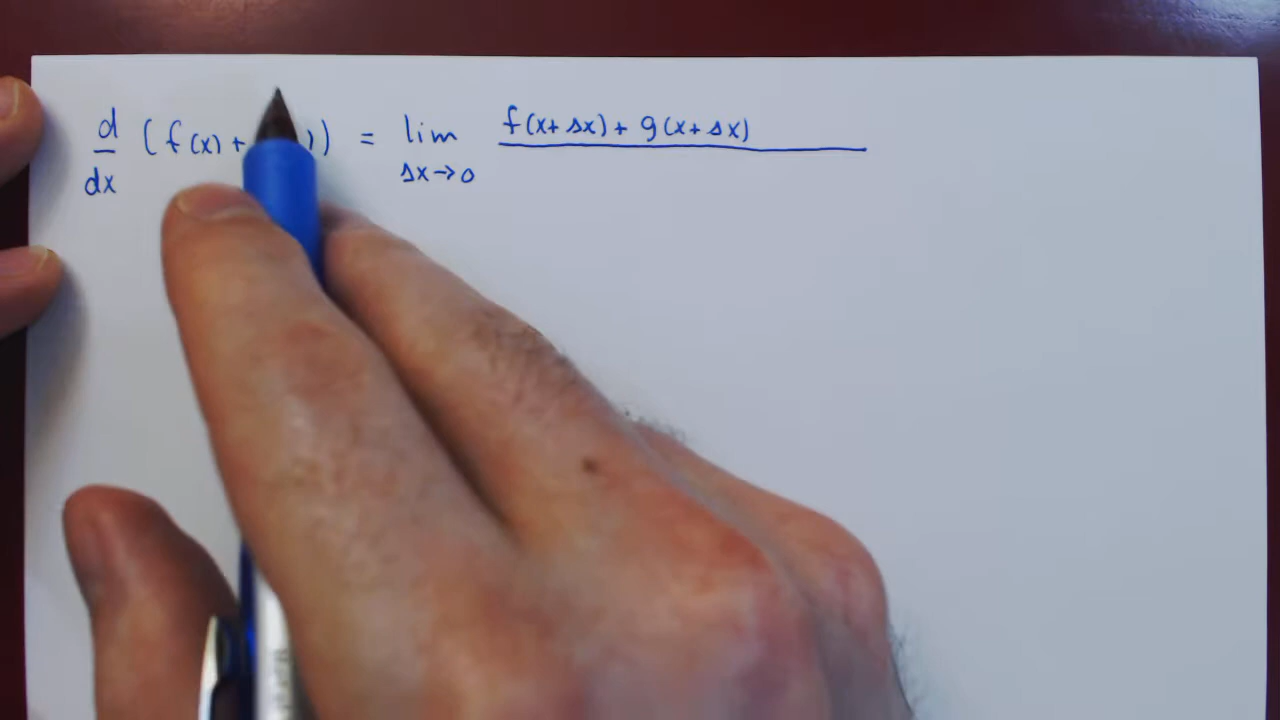 d/dx (f(x)+ )) = lim Δx→0 f(x+Δx)+g(x+Δx)